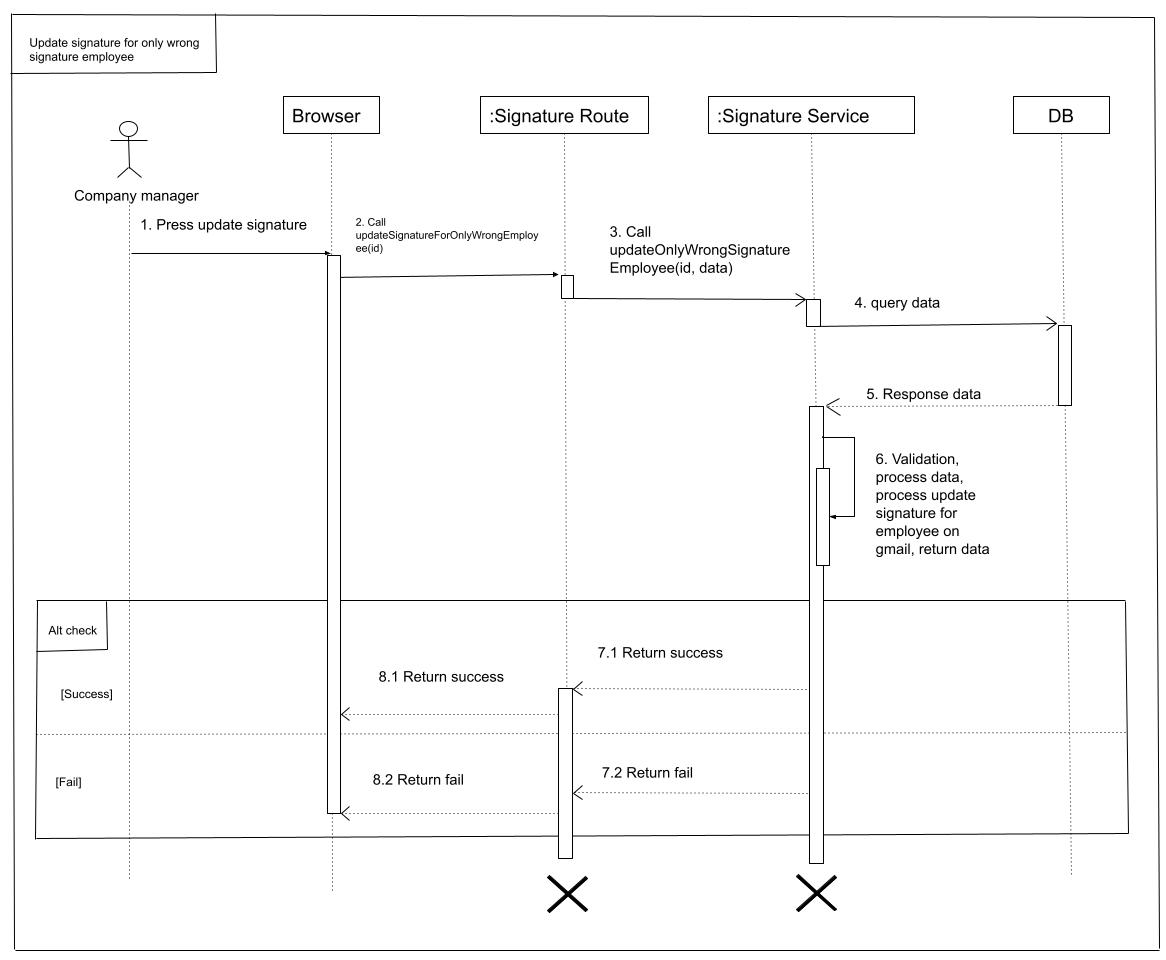 Update signature for only wrong
signature employee
Browser
:Signature Route
:Signature Service
DB
Company manager
1. Press update signature
2. Call
updateSignatureForOnlyWrongEmploy
ee(id)
3. Call
updateOnlyWrongSignature
Employee(id, data)
4. query data
5. Response data
6. Validation,
process data,
process update
signature for
employee on
gmail, return data
Alt check
7.1 Return success
8.1 Return success
[Success]
7.2 Return fail
8.2 Return fail
[Fail]